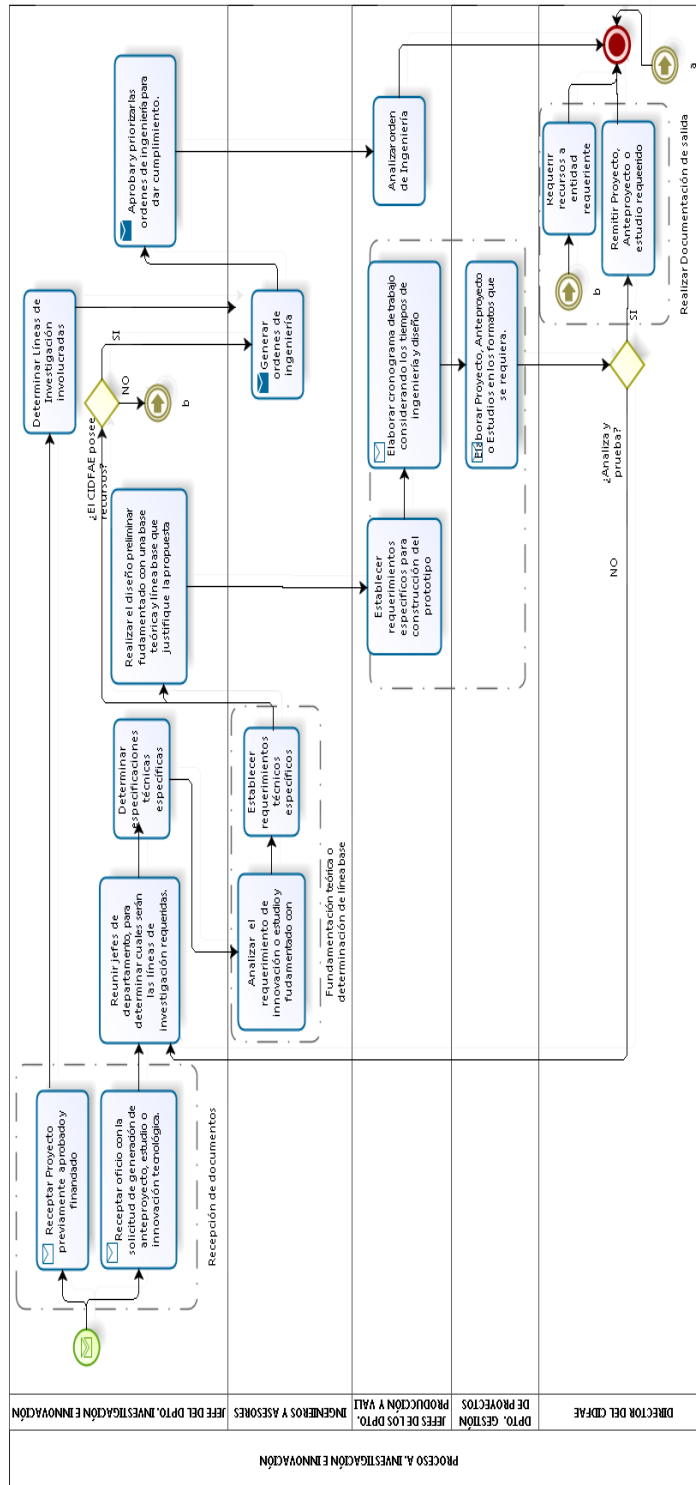 PROCESO A. INVESTIGACIÓN E INNOVACIÓN
JEFE DEL DPTO. INVESTIGACIÓN E INNOVACIÓN
Receptar Proyecto
previamente aprobado y
financiado
Receptar oficio con la
solicitud de generación de
anteproyecto, estudio o
innovación tecnológica.
Recepción de documentos
Reunir jefes de
departamento, para
determinar cuales serán
las líneas de
investigación requeridas.
Determinar
especificaciones
técnicas
específicas
Realizar el diseño preliminar
fudamentado con una base
teórica y línea base que
justifique la propuesta
Determinar Líneas de
Investigación
involucradas
¿El CIDFAE posee
recursos?
SI
NO
b
Aprobar y priorizar las
ordenes de ingeniería para
dar cumplimiento.
INGENIEROS Y ASESORES
Analizar el
requerimiento de
innovación o estudio y
fudamentado con
Establecer
requerimientos
técnicos
específicos
Fundamentación teórica o
determinación de línea base
Generar
ordenes de
ingeniería
JEFES DE LOS DPTO.
PRODUCCIÓN Y VALI
Establecer
requerimientos
específicos para
construcción del
prototipo
Elaborar cronograma de trabajo
considerando los tiempos de
ingeniería y diseño
Analizar orden
de Ingeniería
DPTO. GESTIÓN
DE PROYECTOS
Elaborar Proyecto, Anteproyecto
o Estudios en los formatos que
se requiera.
DIRECTOR DEL CIDFAE
¿Analiza y
prueba?
NO
SI
b
Requerir
recursos a
entidad
requeriente
Remitir Proyecto,
Anteproyecto o
estudio requeerido
Realizar Documentación de salida
a